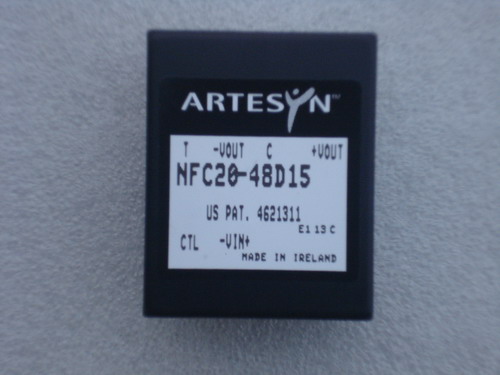 ARTESYN
T -VOUT C +VOUT
NFC20-48D15
US PAT. 4621311
E1 13 C
CTL -VIN+
MADE IN IRELAND